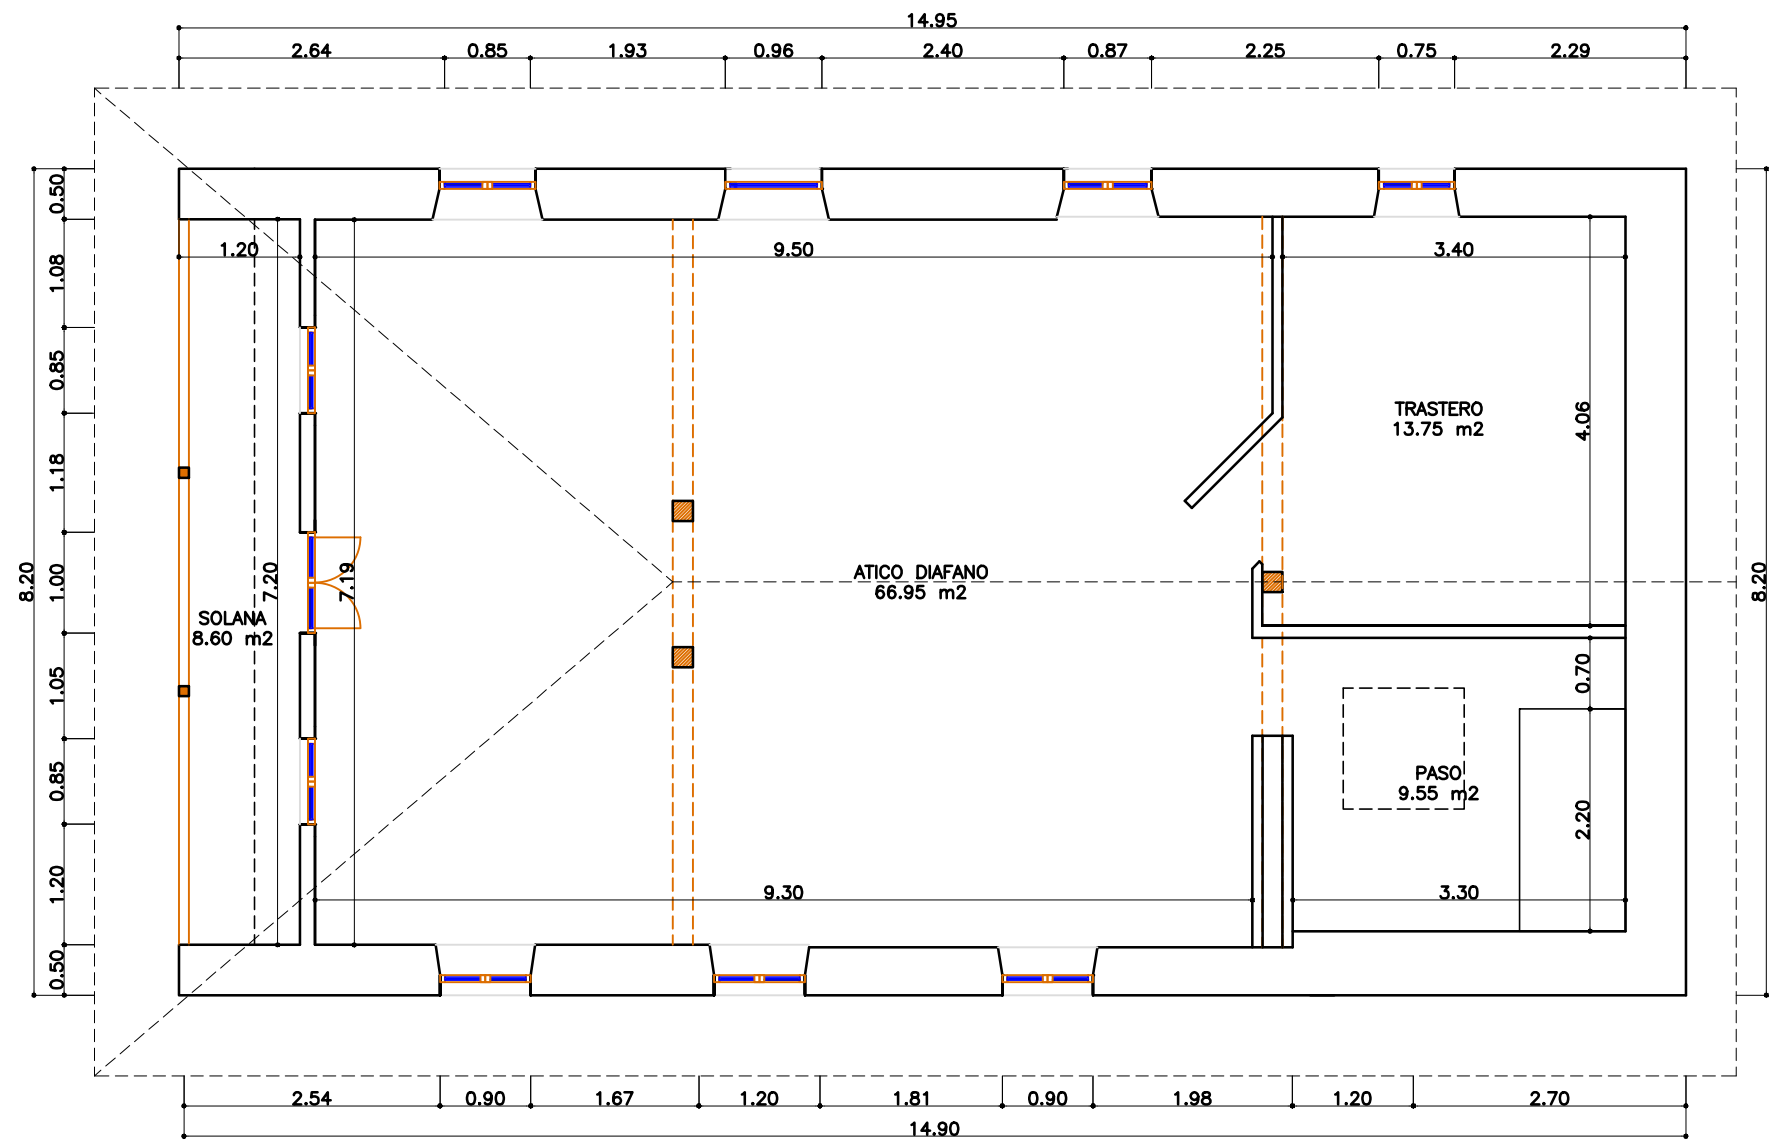 14.95
2.64 0.85 1.93 0.96 2.40 0.87 2.25 0.75 2.29
0.50
1.20 9.50 3.40
1.08
0.85
TRASTERO
13.75 m2
4.06
1.18
ATICO DIAFANO
66.95 m2
8.20 1.00 7.20 7.19 8.20
SOLANA
8.60 m2
1.05 0.70
PASO
9.55 m2
0.85
2.20
1.20 9.30 3.30
0.50
2.54 0.90 1.67 1.20 1.81 0.90 1.98 1.20 2.70
14.90